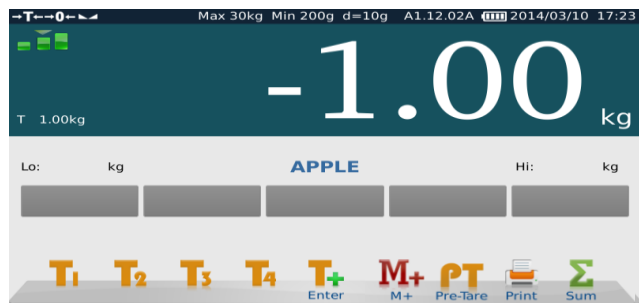 →T←→0← Max 30kg Min 200g d=10g A1.12.02A 2014/03/10 17:23
-1.00 kg
T 1.00kg
Lo: kg APPLE Hi: kg
T1 T2 T3 T4 T+ M+ PT Σ
Enter M+ Pre-Tare Print Sum